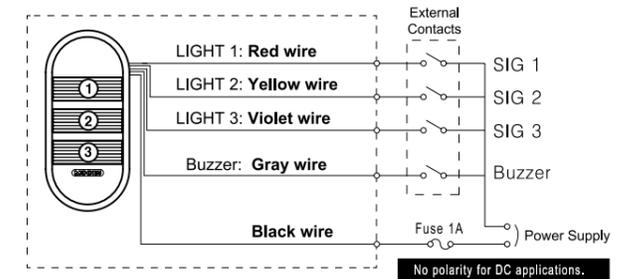 External
Contacts
LIGHT 1: Red wire
SIG 1
1
LIGHT 2: Yellow wire
SIG 2
2
LIGHT 3: Violet wire
SIG 3
3
Buzzer: Gray wire
Buzzer
Black wire
Fuse 1A
Power Supply
No polarity for DC applications.